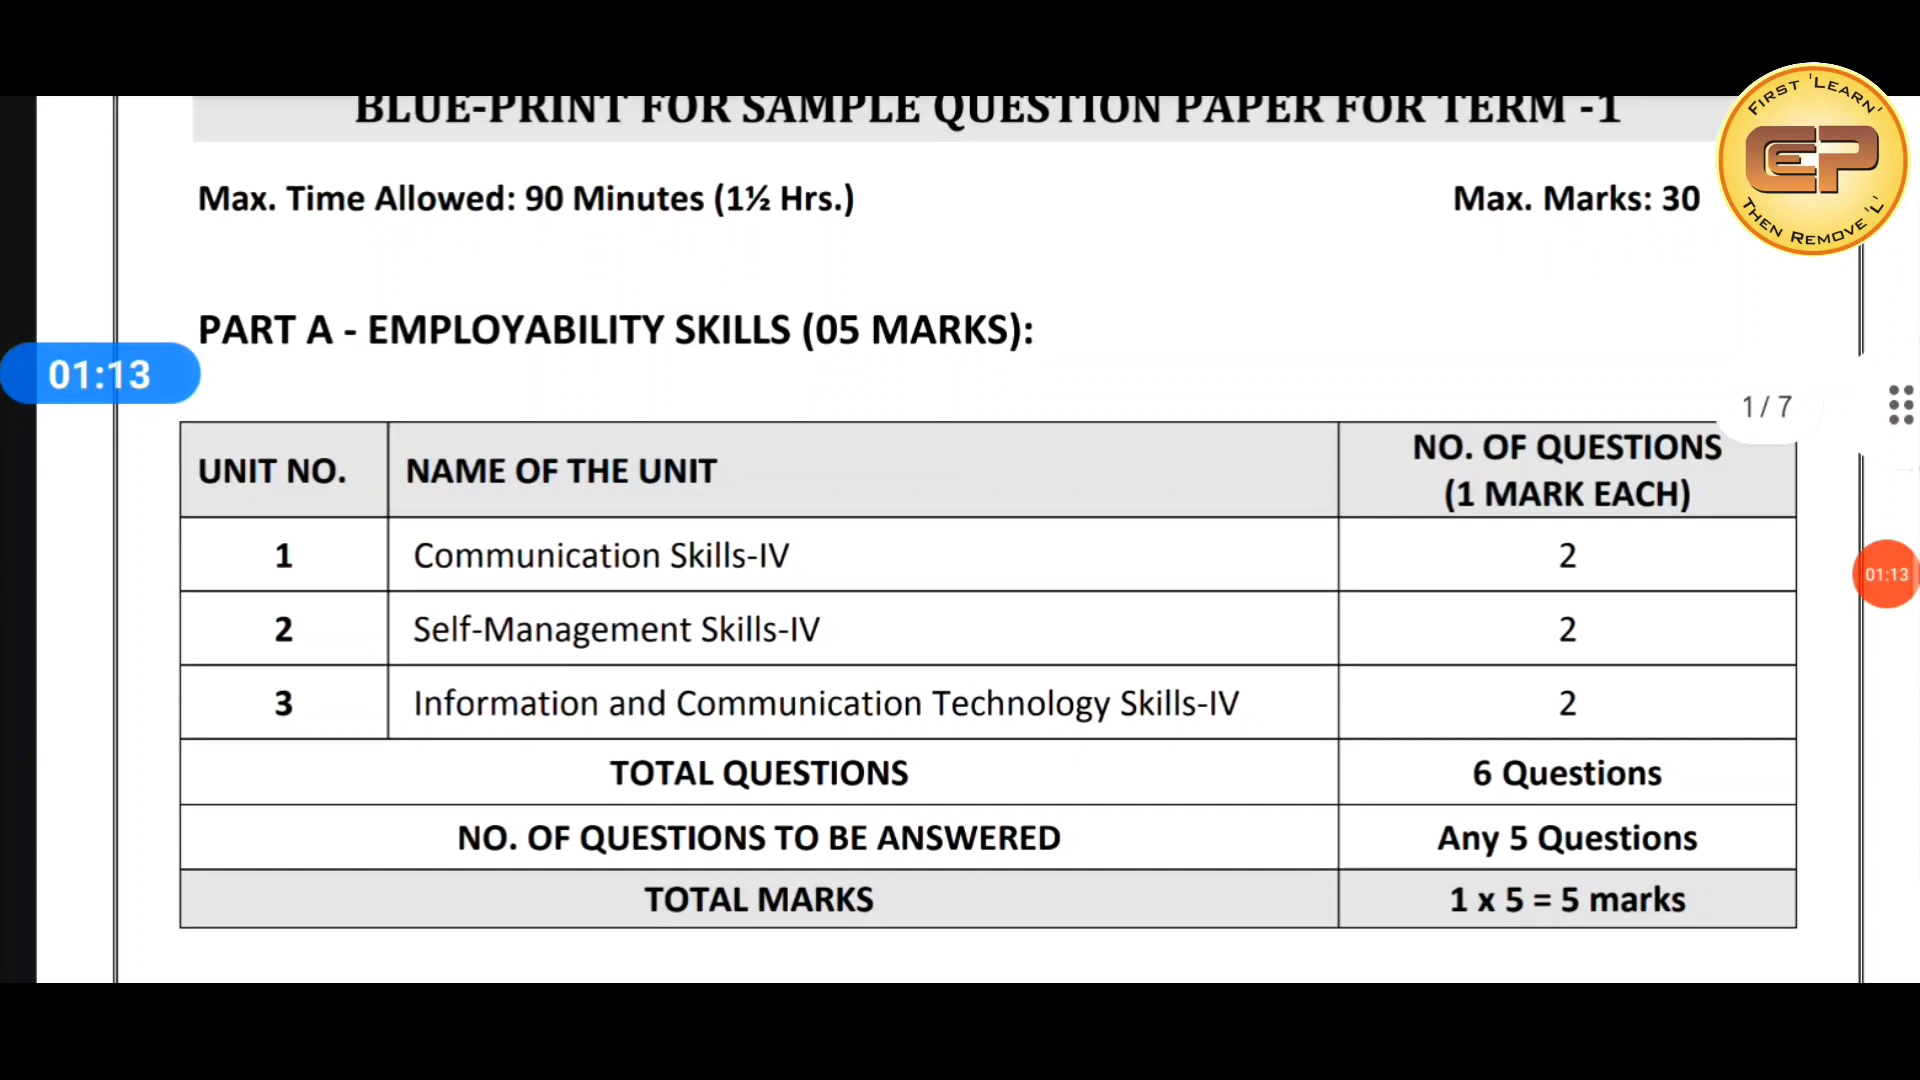 BLUE-PRINT FOR SAMPLE QUESTION PAPER FOR TERM -1
FIRST 'LEARN'
CEP
THEN REMOVE 'L'
Max. Time Allowed: 90 Minutes (1½ Hrs.) Max. Marks: 30
PART A - EMPLOYABILITY SKILLS (05 MARKS):
01:13
1 / 7
UNIT NO. NAME OF THE UNIT NO. OF QUESTIONS
(1 MARK EACH)
1 Communication Skills-IV 2
01:13
2 Self-Management Skills-IV 2
3 Information and Communication Technology Skills-IV 2
TOTAL QUESTIONS 6 Questions
NO. OF QUESTIONS TO BE ANSWERED Any 5 Questions
TOTAL MARKS 1 x 5 = 5 marks